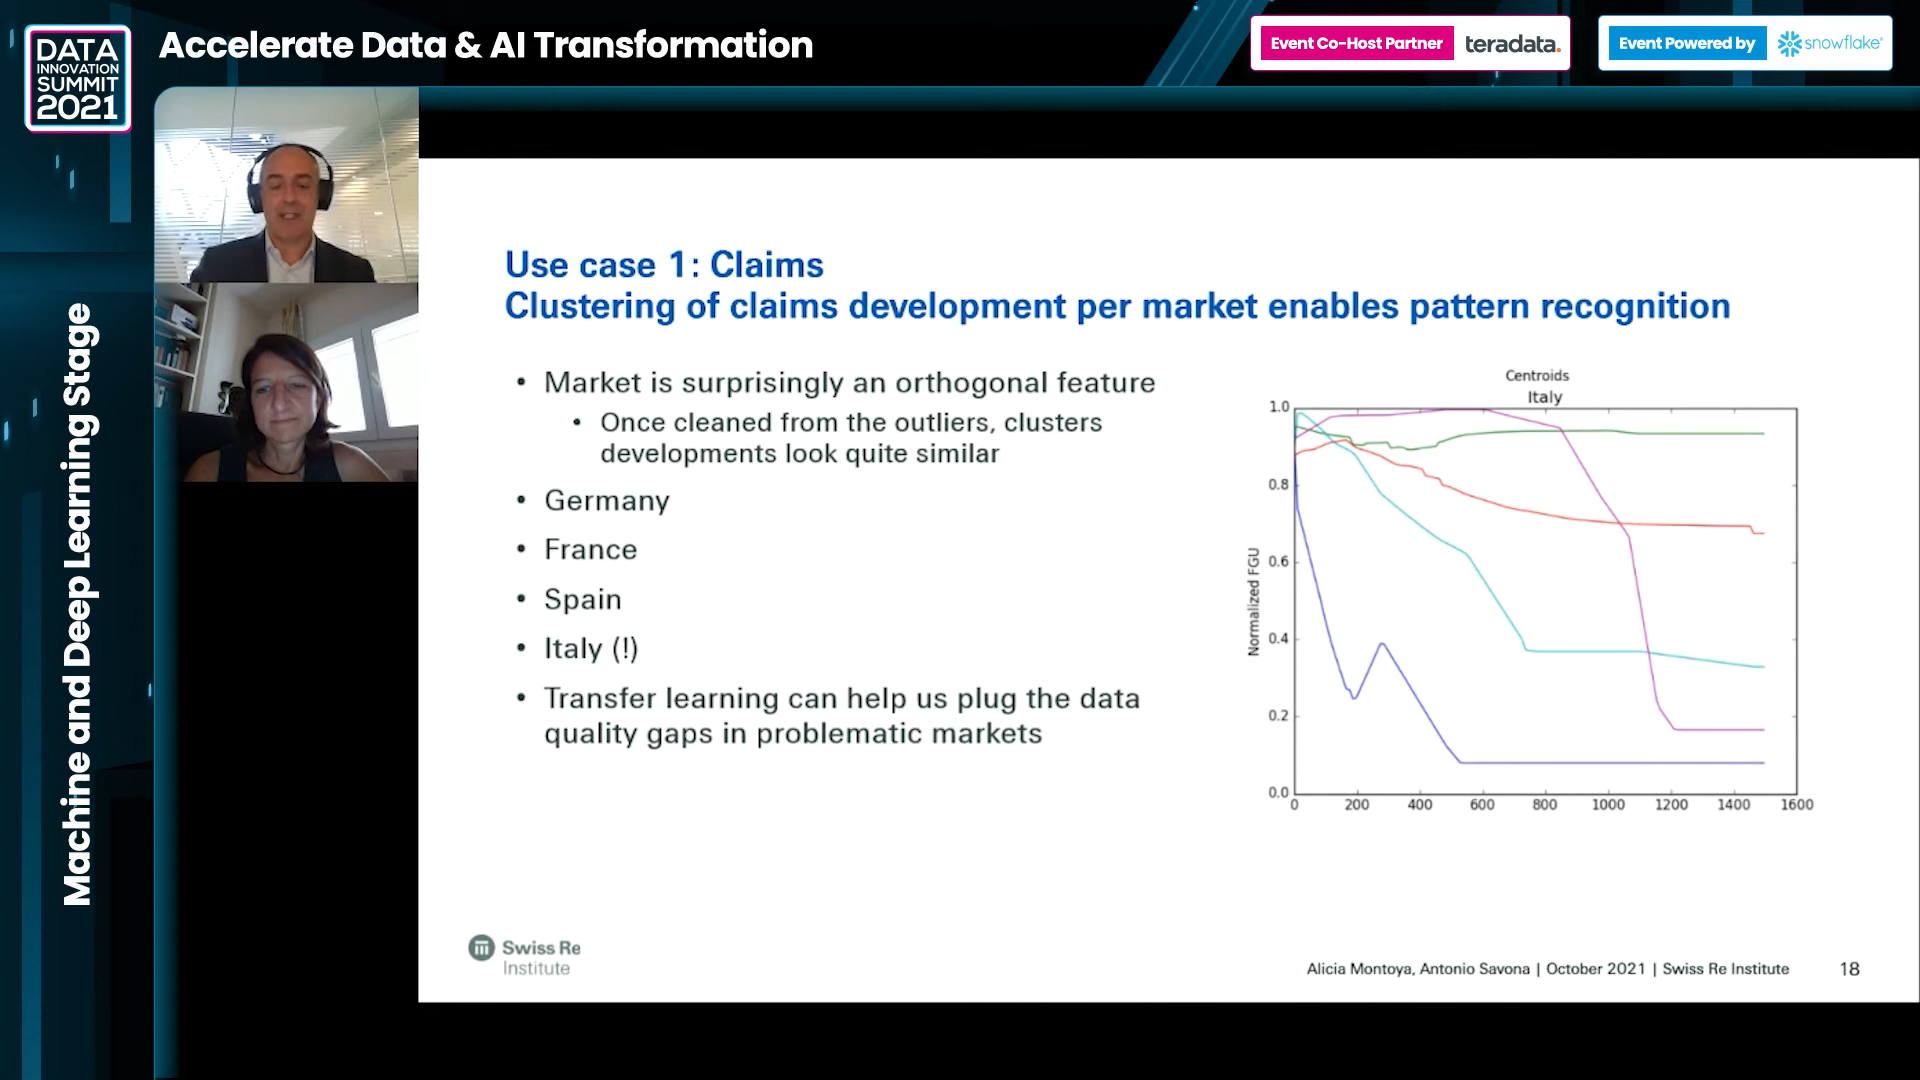 DATA
INNOVATION
SUMMIT
2021
Accelerate Data & AI Transformation
Event Co-Host Partner
teradata.
Event Powered by
snowflake
Machine and Deep Learning Stage
Use case 1: Claims
Clustering of claims development per market enables pattern recognition
• Market is surprisingly an orthogonal feature
• Once cleaned from the outliers, clusters
developments look quite similar
• Germany
• France
• Spain
• Italy (!)
• Transfer learning can help us plug the data
quality gaps in problematic markets
Centroids
Italy
Normalized FGU
1.0
0.8
0.6
0.4
0.2
0.0
0 200 400 600 800 1000 1200 1400 1600
Swiss Re
Institute
Alicia Montoya, Antonio Savona | October 2021 | Swiss Re Institute 18